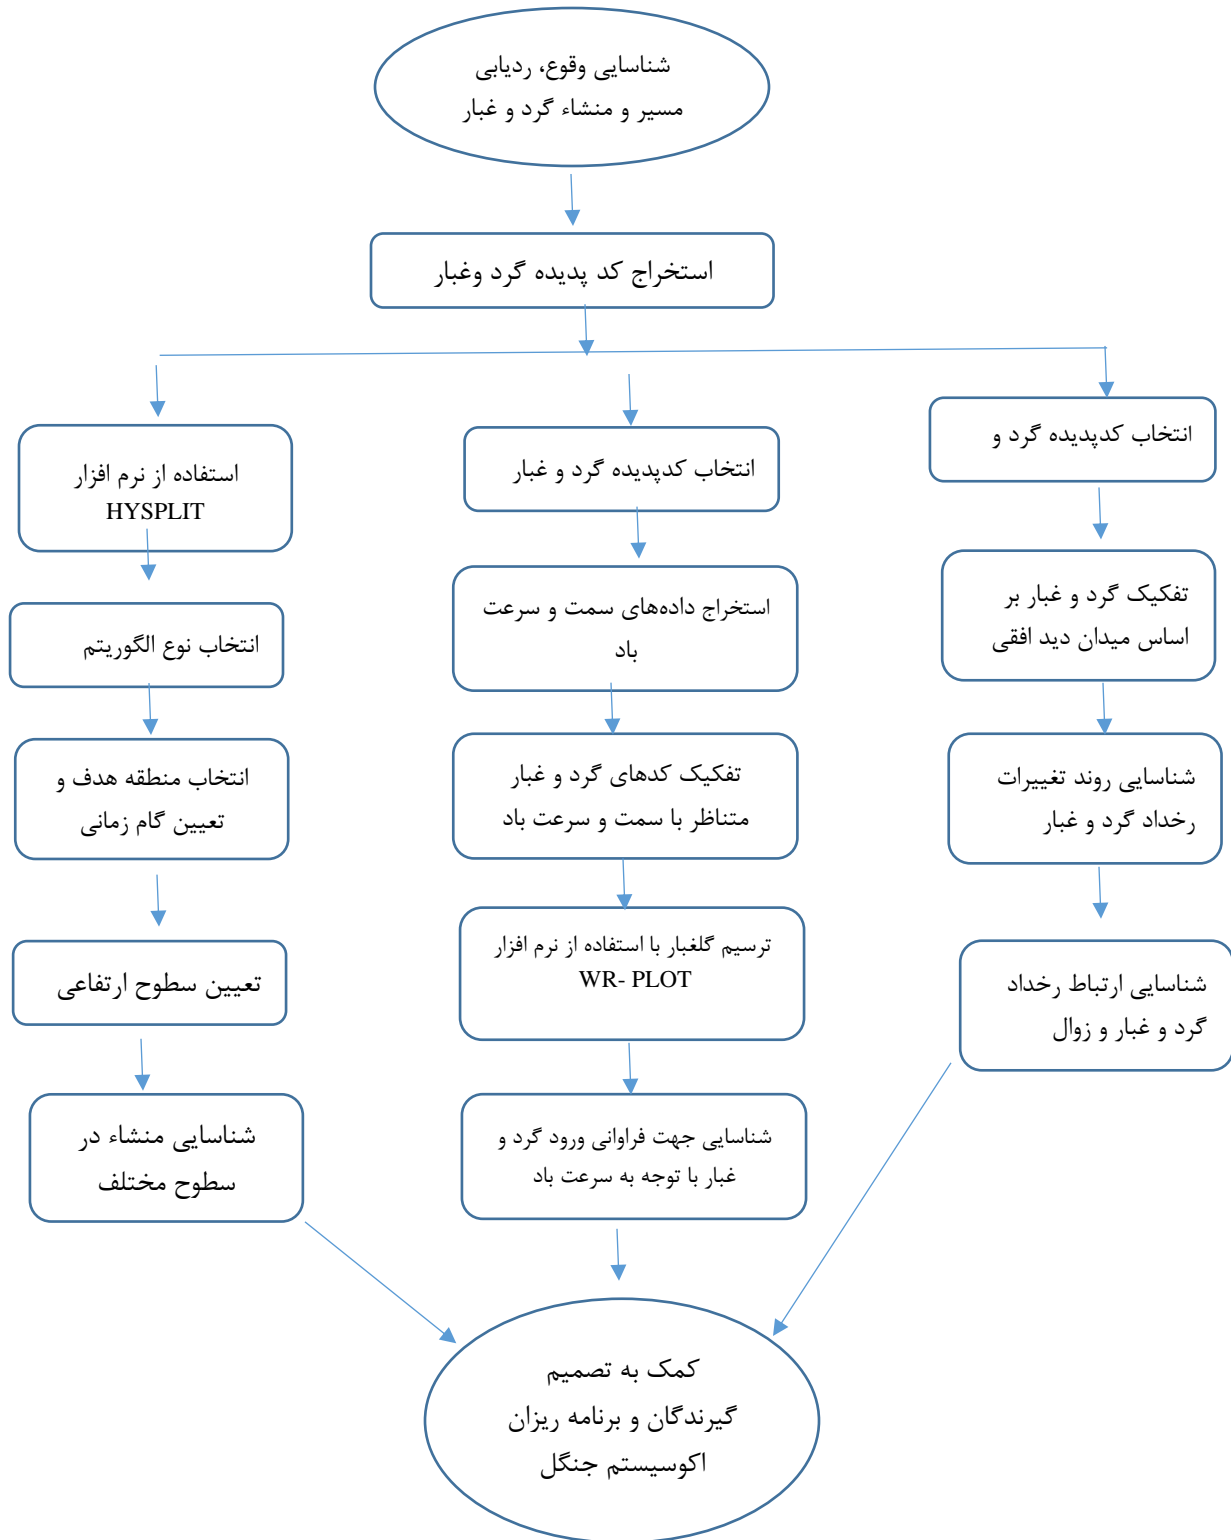 شناسایی وقوع، ردیابی
مسیر و منشاء گرد و غبار
استخراج کد پدیده گرد وغبار
انتخاب کدپدیده گرد و
تفکیک گرد و غبار بر
اساس میدان دید افقی
شناسایی روند تغییرات
رخداد گرد و غبار
شناسایی ارتباط رخداد
گرد و غبار و زوال
انتخاب کدپدیده گرد و غبار
استخراج داده‌های سمت و سرعت
باد
تفکیک کدهای گرد و غبار
متناظر با سمت و سرعت باد
ترسیم گلغبار با استفاده از نرم افزار
WR- PLOT
شناسایی جهت فراوانی ورود گرد و
غبار با توجه به سرعت باد
استفاده از نرم افزار
HYSPLIT
انتخاب نوع الگوریتم
انتخاب منطقه هدف و
تعیین گام زمانی
تعیین سطوح ارتفاعی
شناسایی منشاء در
سطوح مختلف
کمک به تصمیم
گیرندگان و برنامه ریزان
اکوسیستم جنگل